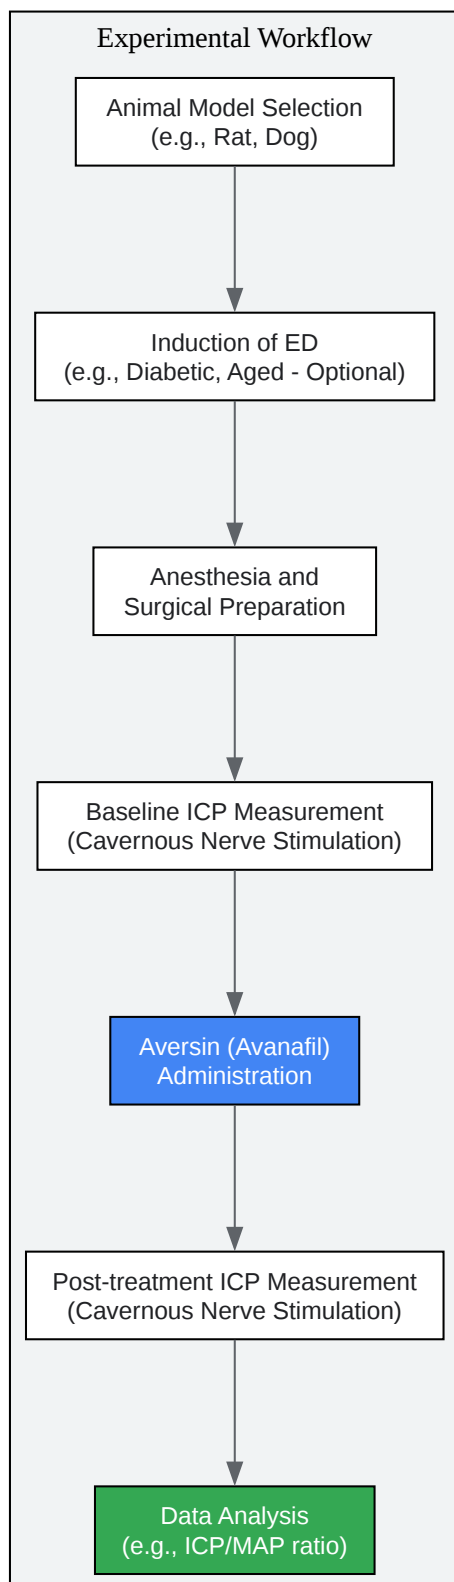 Experimental Workflow
Animal Model Selection
(e.g., Rat, Dog)
Induction of ED
(e.g., Diabetic, Aged - Optional)
Anesthesia and
Surgical Preparation
Baseline ICP Measurement
(Cavernous Nerve Stimulation)
Aversin (Avanafil)
Administration
Post-treatment ICP Measurement
(Cavernous Nerve Stimulation)
Data Analysis
(e.g., ICP/MAP ratio)